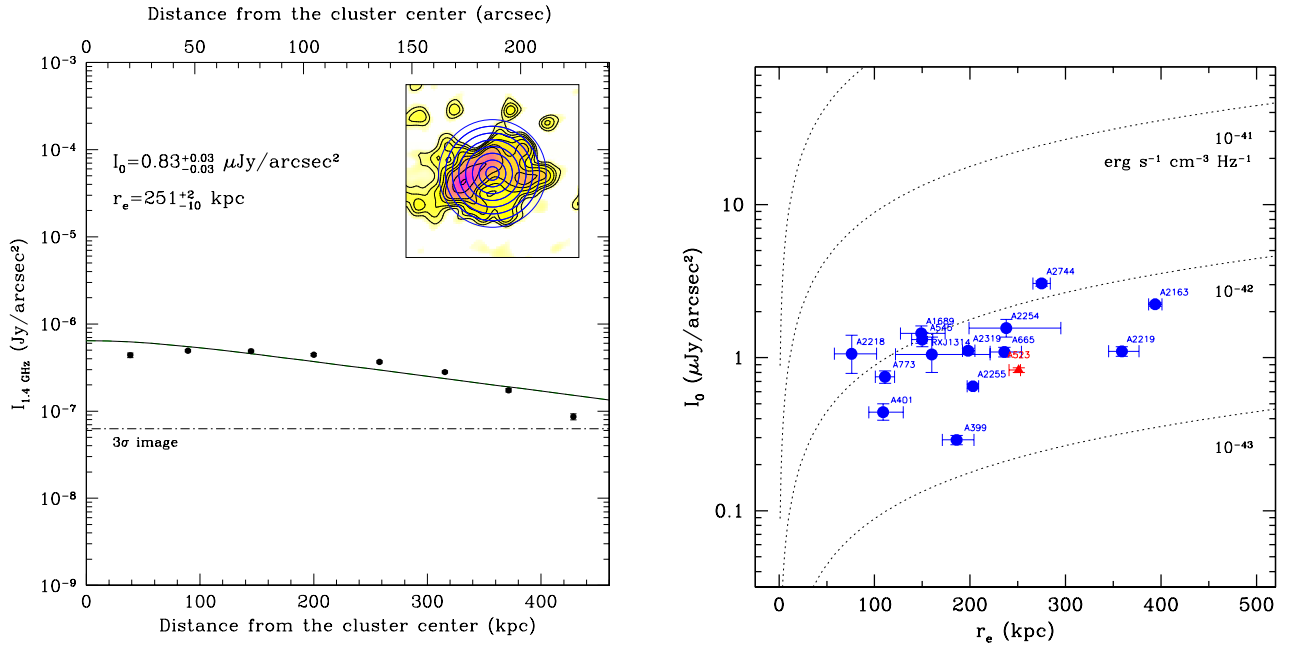 Distance from the cluster center (arcsec)
0 50 100 150 200
10⁻³
10⁻⁴
10⁻⁵
10⁻⁶
10⁻⁷
10⁻⁸
10⁻⁹
I₁.₄ GHz (Jy/arcsec²)
I₀=0.83⁺⁰·⁰³₋₀.₀₃ μJy/arcsec²
rₑ=251⁺²₋₁₀ kpc
3σ image
0 100 200 300 400
Distance from the cluster center (kpc)
10
1
0.1
I₀ (μJy/arcsec²)
10⁻⁴¹
erg s⁻¹ cm⁻³ Hz⁻¹
A2744
10⁻⁴²
A2163
A1689
A2254
A546
A2218
RXJ1314
A2319
A665
A2219
A523
A773
A2255
A401
A399
10⁻⁴³
0 100 200 300 400 500
rₑ (kpc)